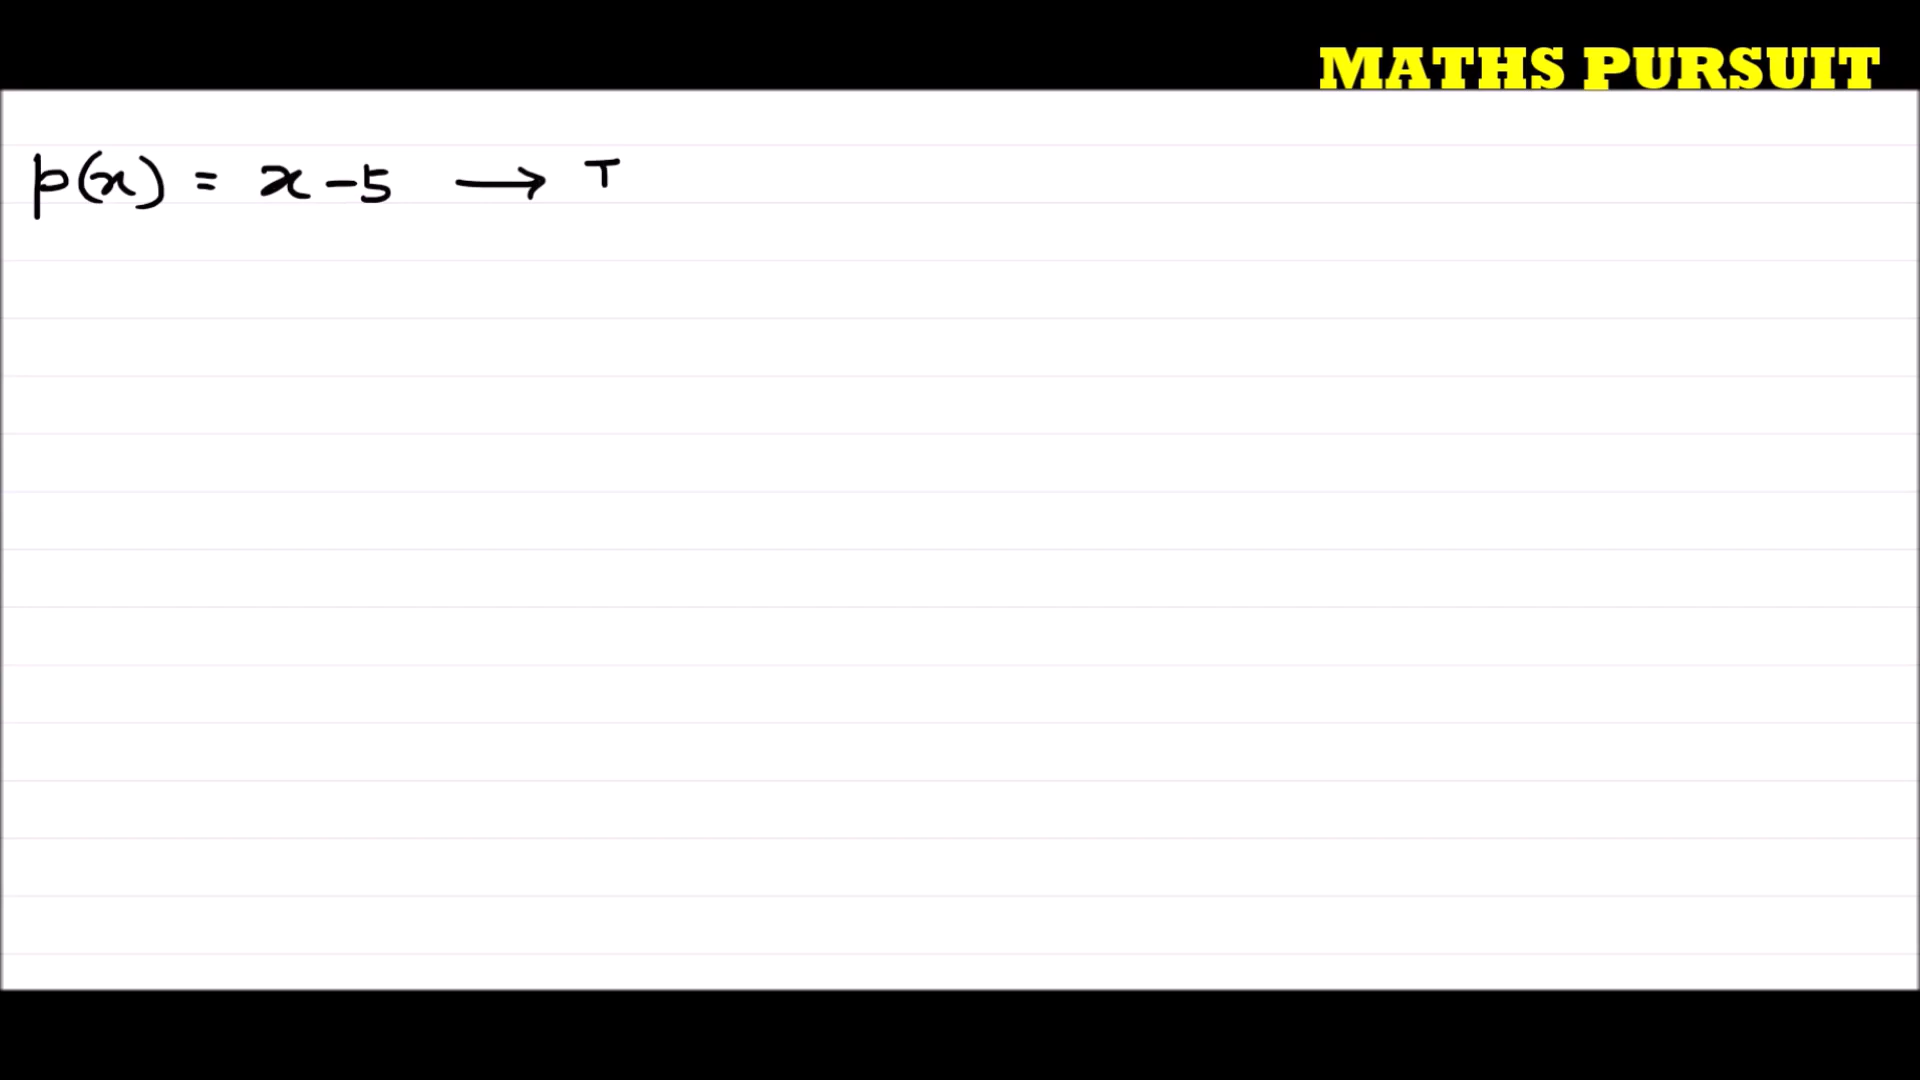 MATHS PURSUIT
p(x) = x - 5 ⟶ T